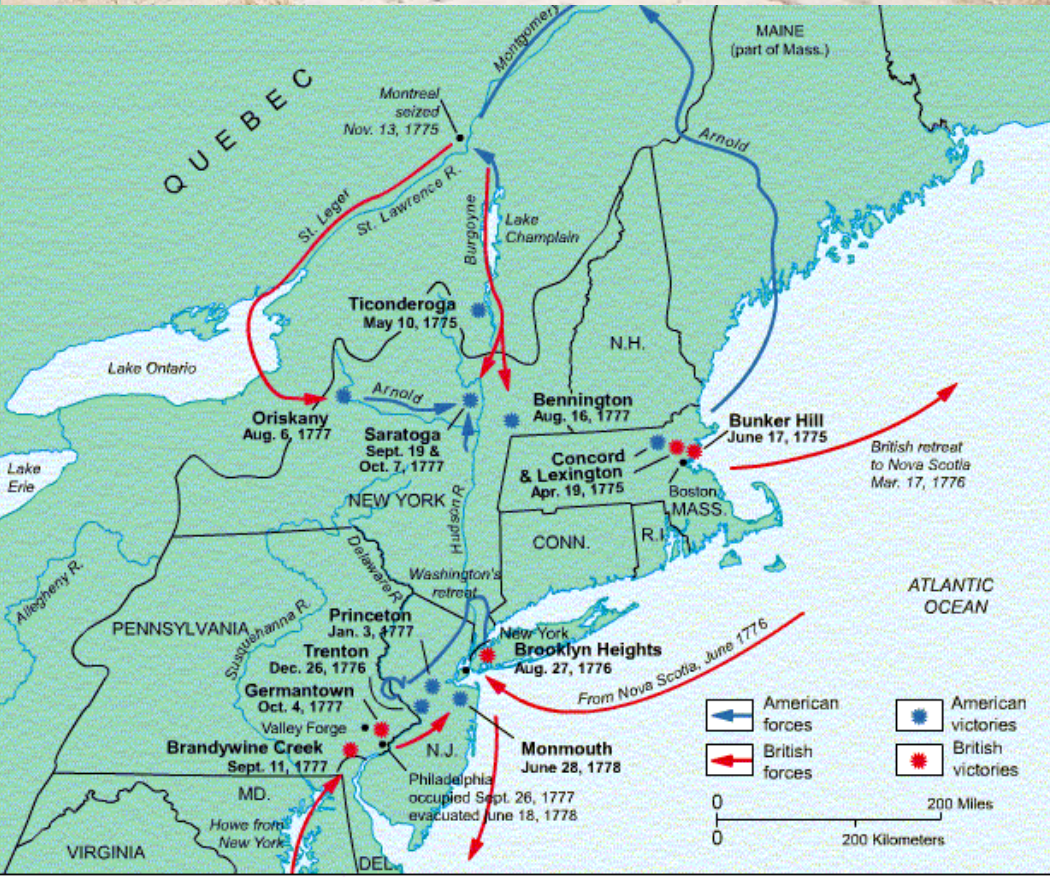 Montgomery
MAINE
(part of Mass.)
QUEBEC
Montreal
seized
Nov. 13, 1775
Arnold
St. Leger
St. Lawrence R.
Burgoyne
Lake
Champlain
Ticonderoga
May 10, 1775
N.H.
Lake Ontario
Arnold
Oriskany
Aug. 6, 1777
Bennington
Aug. 16, 1777
Saratoga
Sept. 19 &
Oct. 7, 1777
Bunker Hill
June 17, 1775
Concord
& Lexington
Apr. 19, 1775
British retreat
to Nova Scotia
Mar. 17, 1776
Lake
Erie
Boston
MASS.
NEW YORK
Hudson R.
CONN.
R.I.
Delaware R.
Allegheny R.
Washington's
retreat
ATLANTIC
OCEAN
PENNSYLVANIA
Susquehanna R.
Princeton
Jan. 3, 1777
New York
Brooklyn Heights
Aug. 27, 1776
From Nova Scotia, June 1776
Trenton
Dec. 26, 1776
Germantown
Oct. 4, 1777
Valley Forge
Brandywine Creek
Sept. 11, 1777
N.J.
Monmouth
June 28, 1778
Philadelphia
occupied Sept. 26, 1777
evacuated June 18, 1778
MD.
Howe from
New York
VIRGINIA
DEL.
American
forces
American
victories
British
forces
British
victories
0
200 Miles
0
200 Kilometers